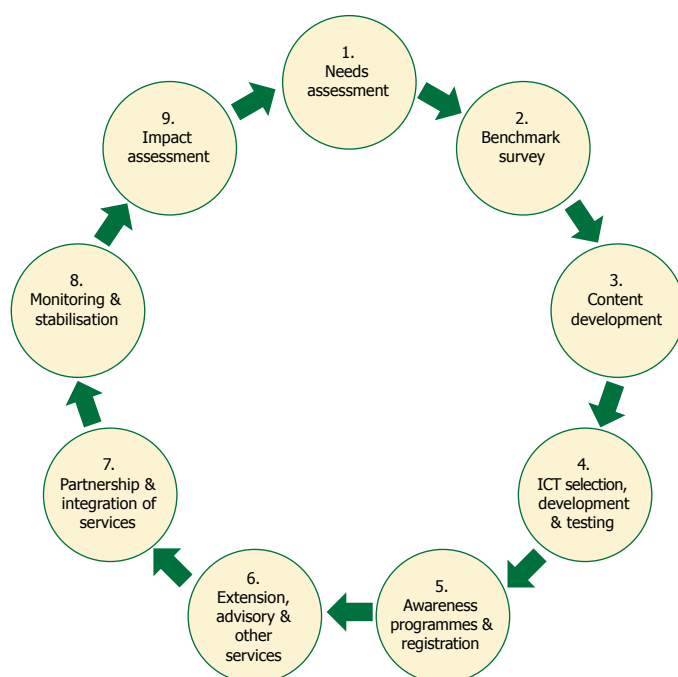 1.
Needs
assessment
2.
Benchmark
survey
3.
Content
development
4.
ICT selection,
development
& testing
5.
Awareness
programmes &
registration
6.
Extension,
advisory &
other
services
7.
Partnership &
integration of
services
8.
Monitoring &
stabilisation
9.
Impact
assessment